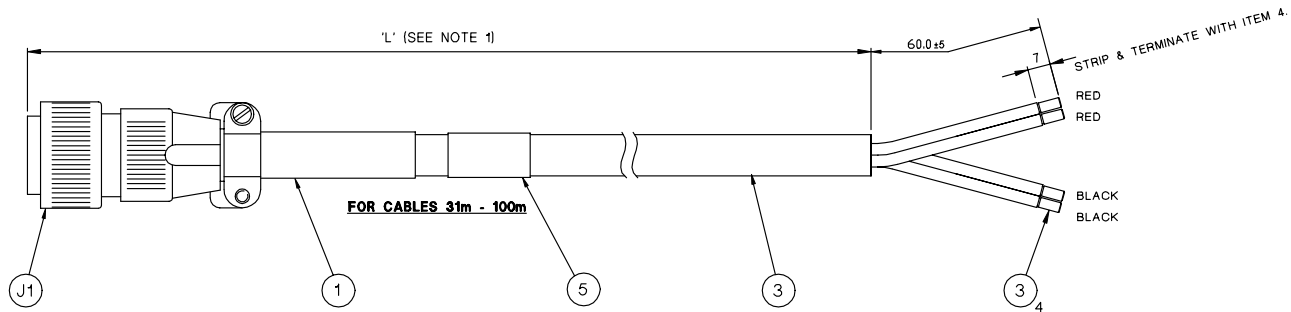 'L' (SEE NOTE 1)
60.0±5
7
STRIP & TERMINATE WITH ITEM 4.
RED
RED
BLACK
BLACK
FOR CABLES 31m - 100m
J1
1
5
3
3
4